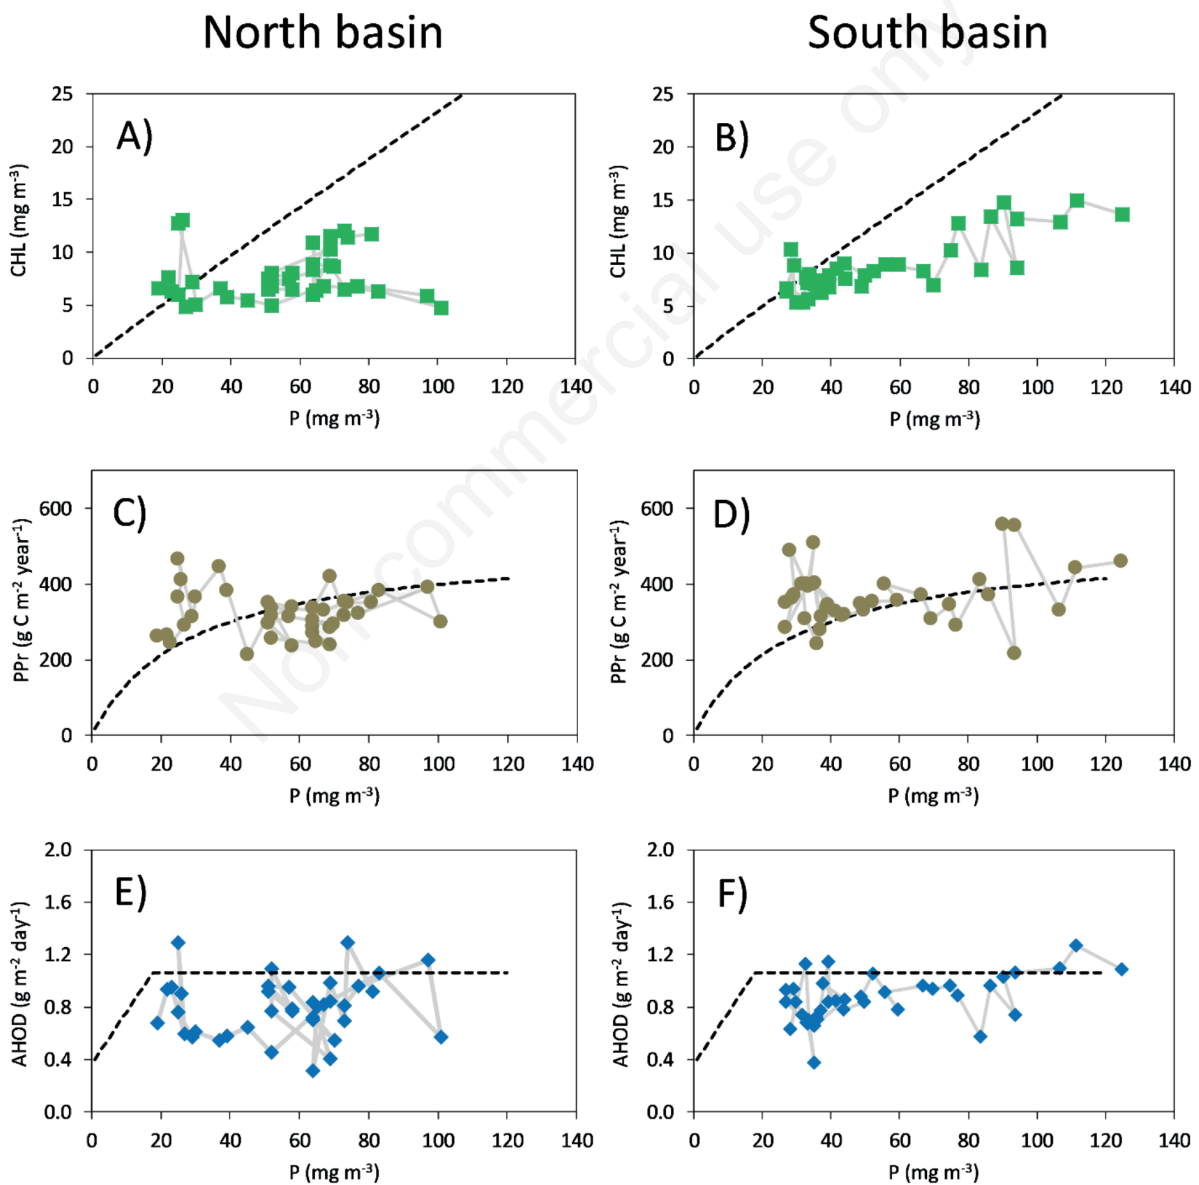 North basin
South basin
A)
CHL (mg m-3)
25
20
15
10
5
0
0 20 40 60 80 100 120 140
P (mg m-3)
B)
CHL (mg m-3)
25
20
15
10
5
0
0 20 40 60 80 100 120 140
P (mg m-3)
C)
PPr (g C m-2 year-1)
600
400
200
0
0 20 40 60 80 100 120 140
P (mg m-3)
D)
PPr (g C m-2 year-1)
600
400
200
0
0 20 40 60 80 100 120 140
P (mg m-3)
E)
AHOD (g m-2 day-1)
2.0
1.6
1.2
0.8
0.4
0.0
0 20 40 60 80 100 120 140
P (mg m-3)
F)
AHOD (g m-2 day-1)
2.0
1.6
1.2
0.8
0.4
0.0
0 20 40 60 80 100 120 140
P (mg m-3)
Non-commercial use only